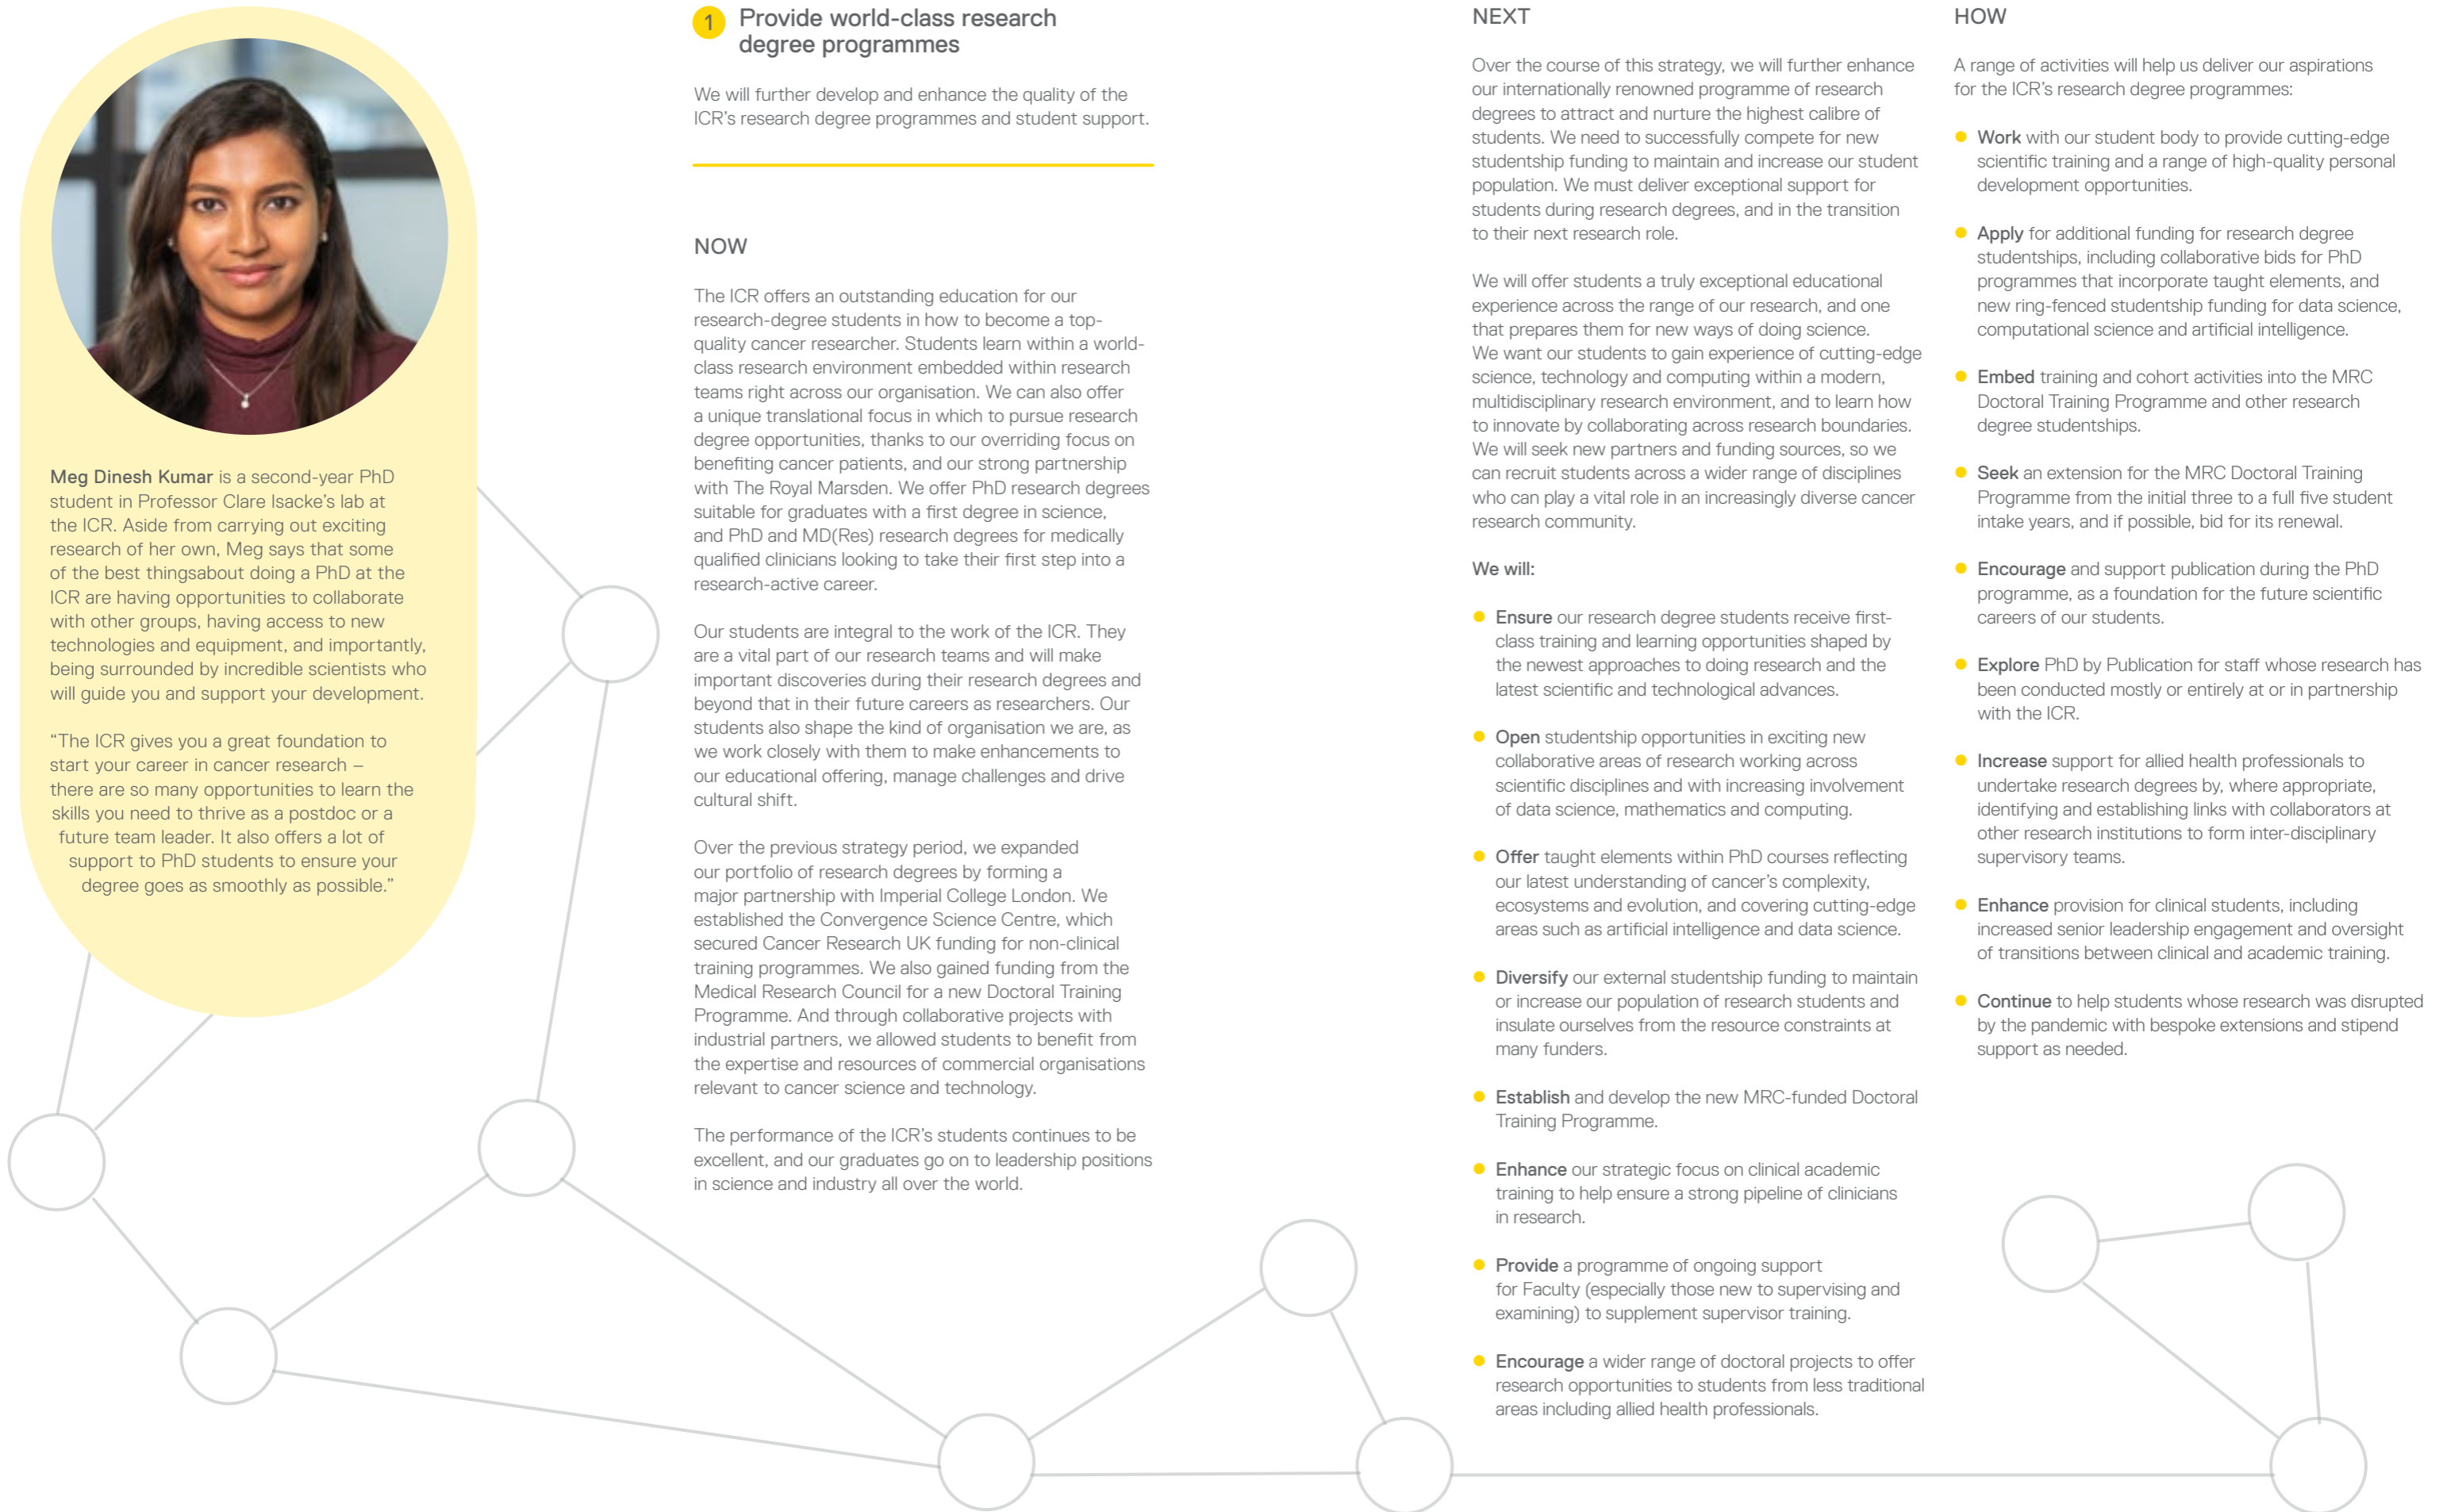 Meg Dinesh Kumar is a second-year PhD
student in Professor Clare Isacke's lab at
the ICR. Aside from carrying out exciting
research of her own, Meg says that some
of the best thingsabout doing a PhD at the
ICR are having opportunities to collaborate
with other groups, having access to new
technologies and equipment, and importantly,
being surrounded by incredible scientists who
will guide you and support your development.
“The ICR gives you a great foundation to
start your career in cancer research –
there are so many opportunities to learn the
skills you need to thrive as a postdoc or a
future team leader. It also offers a lot of
support to PhD students to ensure your
degree goes as smoothly as possible.”
1 Provide world-class research
degree programmes
We will further develop and enhance the quality of the
ICR's research degree programmes and student support.
NOW
The ICR offers an outstanding education for our
research-degree students in how to become a top-
quality cancer researcher. Students learn within a world-
class research environment embedded within research
teams right across our organisation. We can also offer
a unique translational focus in which to pursue research
degree opportunities, thanks to our overriding focus on
benefiting cancer patients, and our strong partnership
with The Royal Marsden. We offer PhD research degrees
suitable for graduates with a first degree in science,
and PhD and MD(Res) research degrees for medically
qualified clinicians looking to take their first step into a
research-active career.
Our students are integral to the work of the ICR. They
are a vital part of our research teams and will make
important discoveries during their research degrees and
beyond that in their future careers as researchers. Our
students also shape the kind of organisation we are, as
we work closely with them to make enhancements to
our educational offering, manage challenges and drive
cultural shift.
Over the previous strategy period, we expanded
our portfolio of research degrees by forming a
major partnership with Imperial College London. We
established the Convergence Science Centre, which
secured Cancer Research UK funding for non-clinical
training programmes. We also gained funding from the
Medical Research Council for a new Doctoral Training
Programme. And through collaborative projects with
industrial partners, we allowed students to benefit from
the expertise and resources of commercial organisations
relevant to cancer science and technology.
The performance of the ICR's students continues to be
excellent, and our graduates go on to leadership positions
in science and industry all over the world.
NEXT
Over the course of this strategy, we will further enhance
our internationally renowned programme of research
degrees to attract and nurture the highest calibre of
students. We need to successfully compete for new
studentship funding to maintain and increase our student
population. We must deliver exceptional support for
students during research degrees, and in the transition
to their next research role.
We will offer students a truly exceptional educational
experience across the range of our research, and one
that prepares them for new ways of doing science.
We want our students to gain experience of cutting-edge
science, technology and computing within a modern,
multidisciplinary research environment, and to learn how
to innovate by collaborating across research boundaries.
We will seek new partners and funding sources, so we
can recruit students across a wider range of disciplines
who can play a vital role in an increasingly diverse cancer
research community.
We will:
● Ensure our research degree students receive first-
class training and learning opportunities shaped by
the newest approaches to doing research and the
latest scientific and technological advances.
● Open studentship opportunities in exciting new
collaborative areas of research working across
scientific disciplines and with increasing involvement
of data science, mathematics and computing.
● Offer taught elements within PhD courses reflecting
our latest understanding of cancer's complexity,
ecosystems and evolution, and covering cutting-edge
areas such as artificial intelligence and data science.
● Diversify our external studentship funding to maintain
or increase our population of research students and
insulate ourselves from the resource constraints at
many funders.
● Establish and develop the new MRC-funded Doctoral
Training Programme.
● Enhance our strategic focus on clinical academic
training to help ensure a strong pipeline of clinicians
in research.
● Provide a programme of ongoing support
for Faculty (especially those new to supervising and
examining) to supplement supervisor training.
● Encourage a wider range of doctoral projects to offer
research opportunities to students from less traditional
areas including allied health professionals.
HOW
A range of activities will help us deliver our aspirations
for the ICR's research degree programmes:
● Work with our student body to provide cutting-edge
scientific training and a range of high-quality personal
development opportunities.
● Apply for additional funding for research degree
studentships, including collaborative bids for PhD
programmes that incorporate taught elements, and
new ring-fenced studentship funding for data science,
computational science and artificial intelligence.
● Embed training and cohort activities into the MRC
Doctoral Training Programme and other research
degree studentships.
● Seek an extension for the MRC Doctoral Training
Programme from the initial three to a full five student
intake years, and if possible, bid for its renewal.
● Encourage and support publication during the PhD
programme, as a foundation for the future scientific
careers of our students.
● Explore PhD by Publication for staff whose research has
been conducted mostly or entirely at or in partnership
with the ICR.
● Increase support for allied health professionals to
undertake research degrees by, where appropriate,
identifying and establishing links with collaborators at
other research institutions to form inter-disciplinary
supervisory teams.
● Enhance provision for clinical students, including
increased senior leadership engagement and oversight
of transitions between clinical and academic training.
● Continue to help students whose research was disrupted
by the pandemic with bespoke extensions and stipend
support as needed.